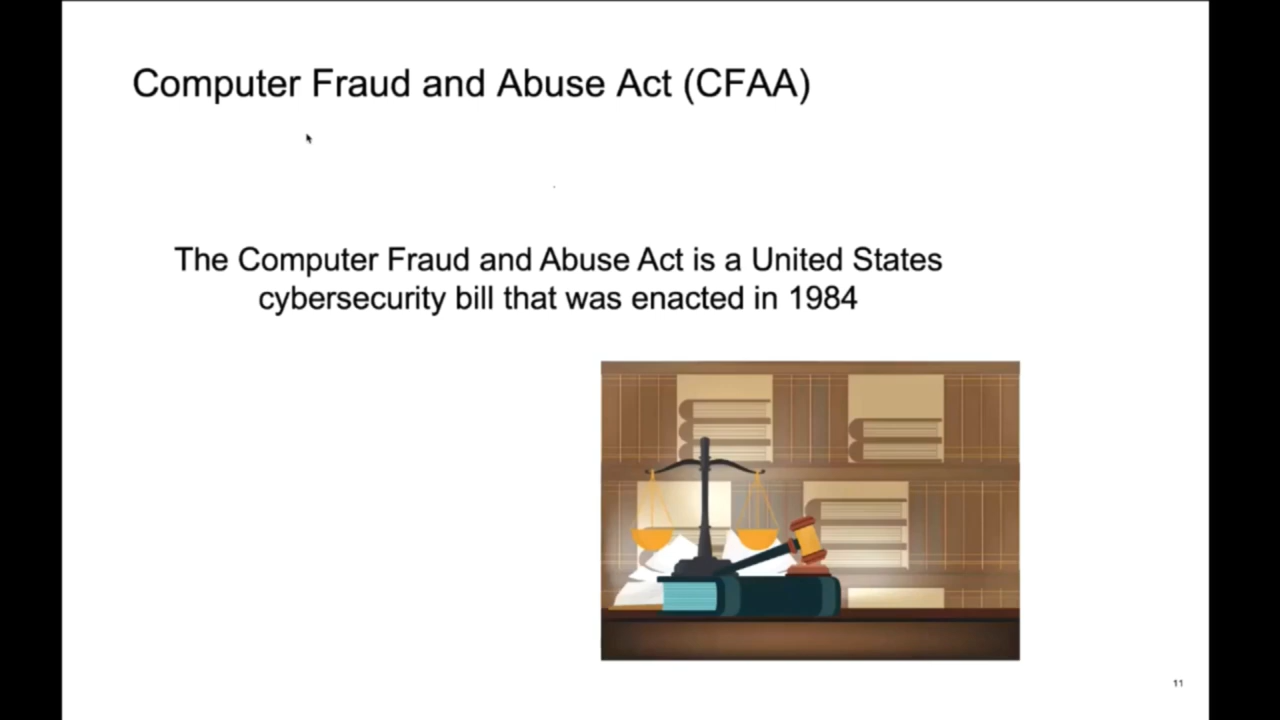 Computer Fraud and Abuse Act (CFAA)
The Computer Fraud and Abuse Act is a United States
cybersecurity bill that was enacted in 1984
11